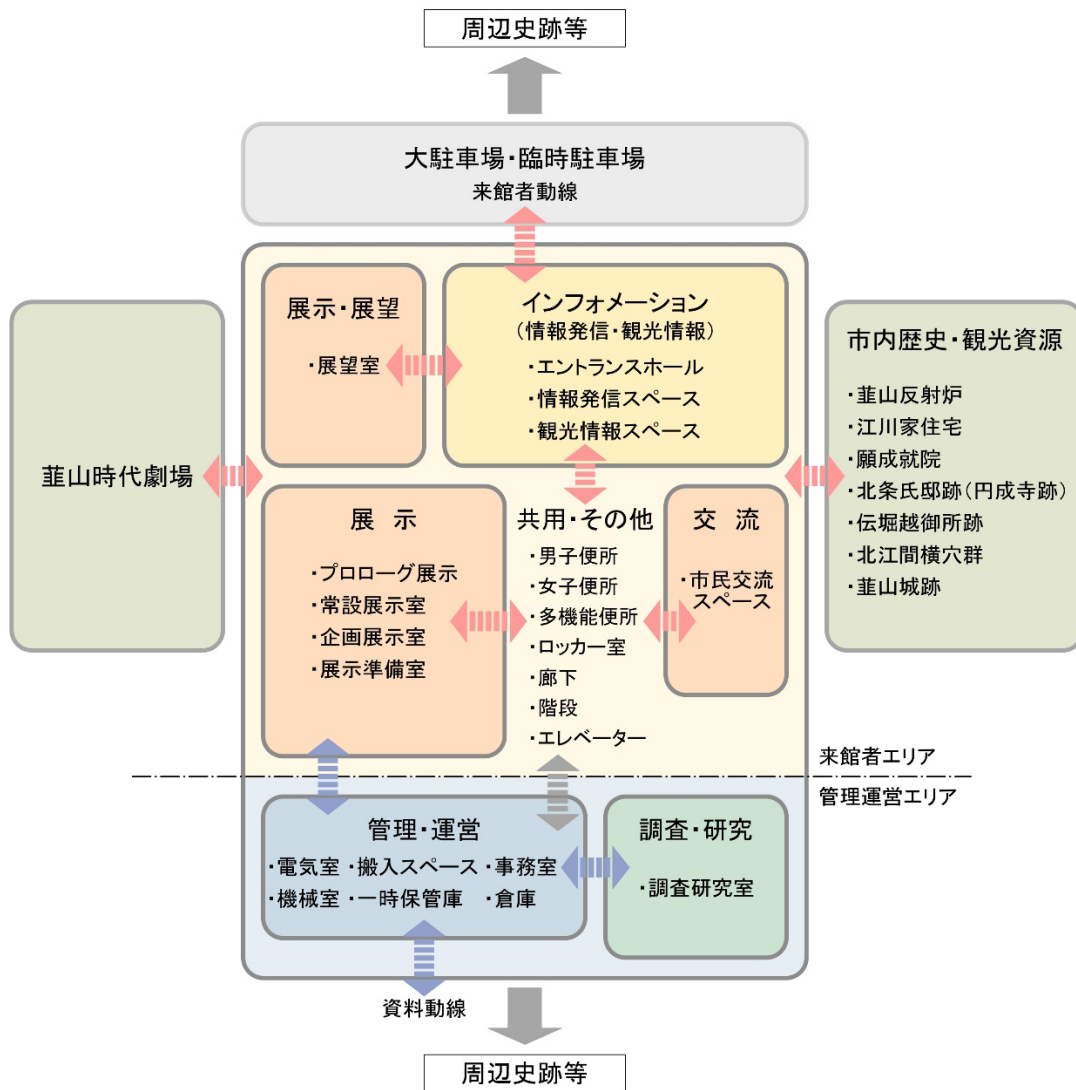 周辺史跡等
大駐車場・臨時駐車場
来館者動線
展示・展望
・展望室
インフォメーション
（情報発信・観光情報）
・エントランスホール
・情報発信スペース
・観光情報スペース
韮山時代劇場
市内歴史・観光資源
・韮山反射炉
・江川家住宅
・願成就院
・北条氏邸跡（円成寺跡）
・伝堀越御所跡
・北江間横穴群
・韮山城跡
展　示
・プロローグ展示
・常設展示室
・企画展示室
・展示準備室
共用・その他
・男子便所
・女子便所
・多機能便所
・ロッカー室
・廊下
・階段
・エレベーター
交　流
・市民交流
スペース
来館者エリア
管理運営エリア
管理・運営
・電気室 ・搬入スペース ・事務室
・機械室 ・一時保管庫 ・倉庫
調査・研究
・調査研究室
資料動線
周辺史跡等